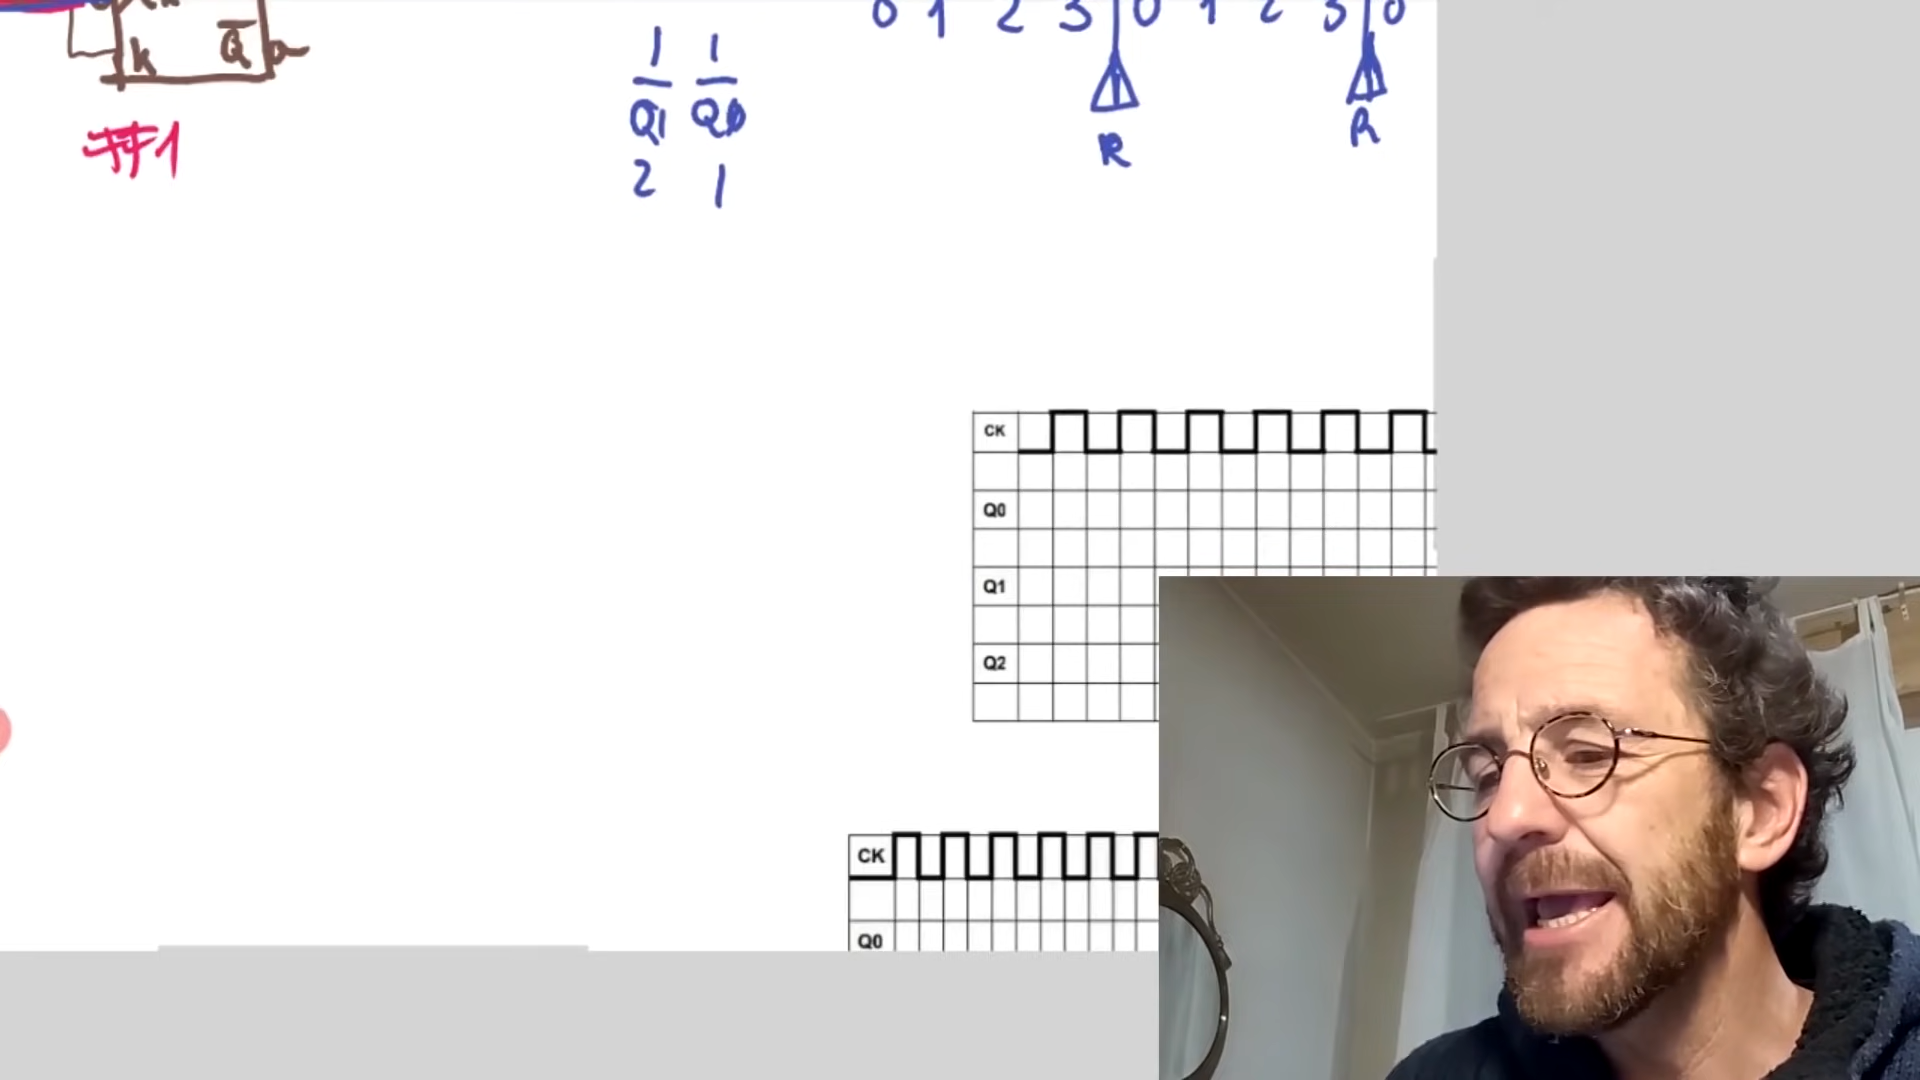 0 1 2 3 0 1 2 3 0
K Q̅
1 1
Q1 Q0
2 1
R R
FF1
CK
Q0
Q1
Q2
CK
Q0